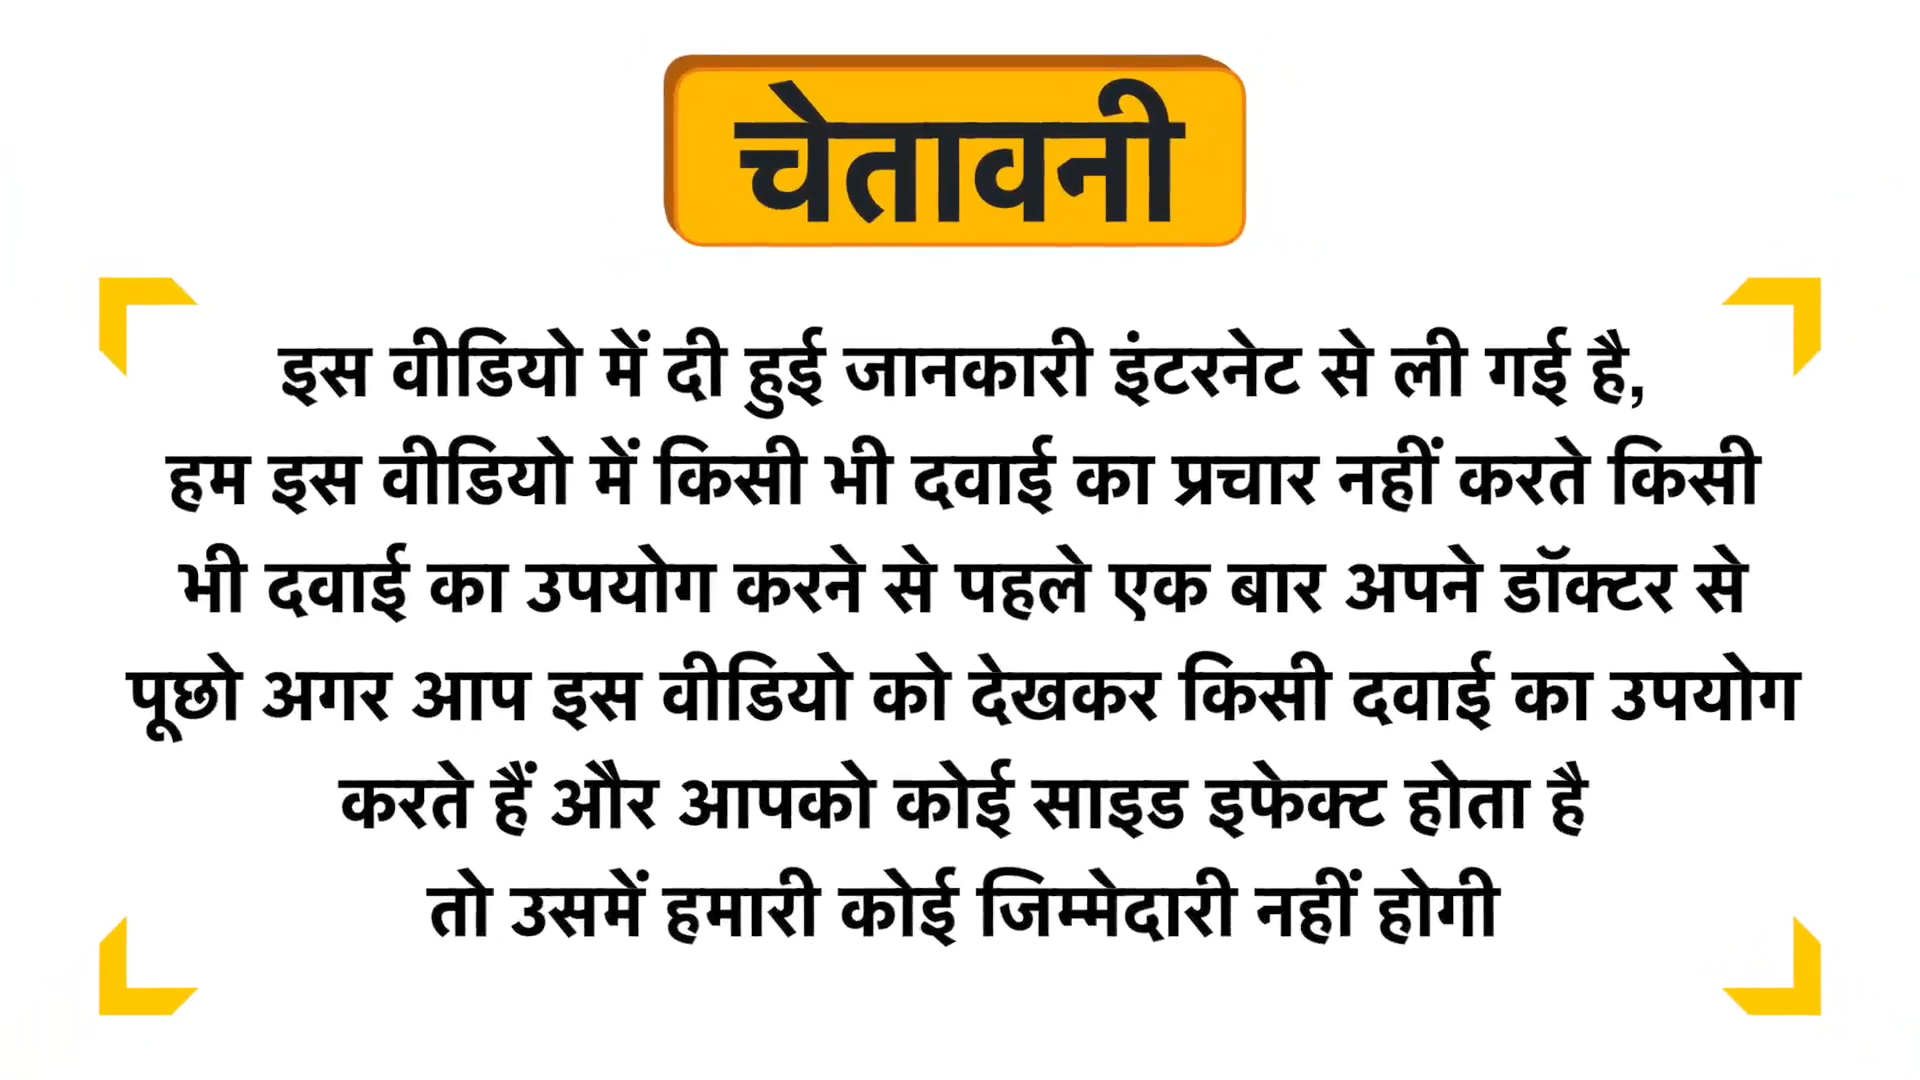 चेतावनी
इस वीडियो में दी हुई जानकारी इंटरनेट से ली गई है,
हम इस वीडियो में किसी भी दवाई का प्रचार नहीं करते किसी
भी दवाई का उपयोग करने से पहले एक बार अपने डॉक्टर से
पूछो अगर आप इस वीडियो को देखकर किसी दवाई का उपयोग
करते हैं और आपको कोई साइड इफेक्ट होता है
तो उसमें हमारी कोई जिम्मेदारी नहीं होगी